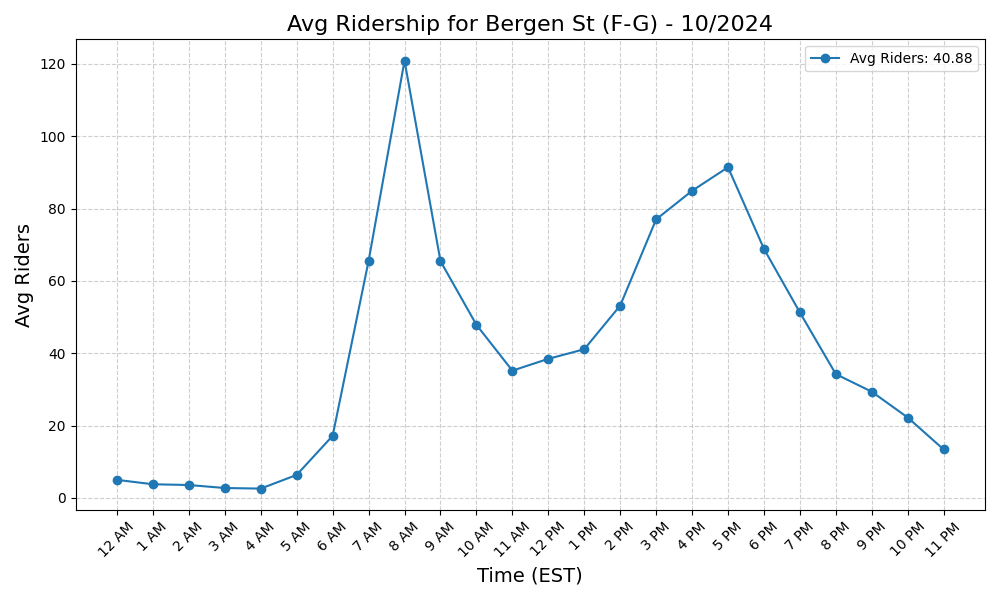 Avg Ridership for Bergen St (F-G) - 10/2024
Avg Riders: 40.88
Avg Riders
120
100
80
60
40
20
0
12 AM
1 AM
2 AM
3 AM
4 AM
5 AM
6 AM
7 AM
8 AM
9 AM
10 AM
11 AM
12 PM
1 PM
2 PM
3 PM
4 PM
5 PM
6 PM
7 PM
8 PM
9 PM
10 PM
11 PM
Time (EST)